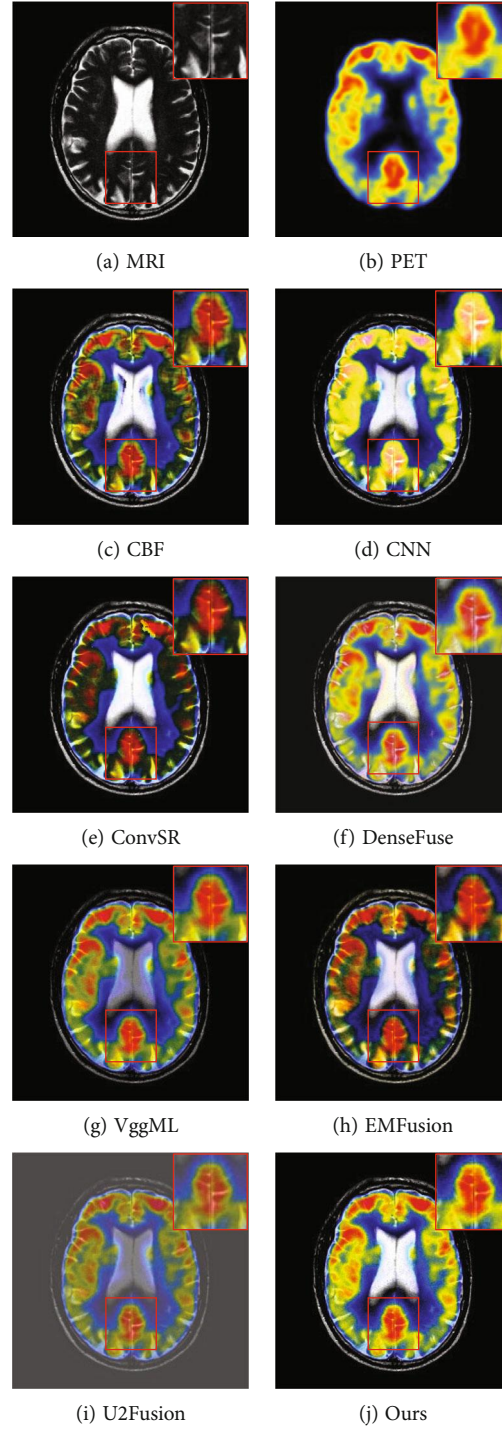 (a) MRI
(b) PET
(c) CBF
(d) CNN
(e) ConvSR
(f) DenseFuse
(g) VggML
(h) EMFusion
(i) U2Fusion
(j) Ours